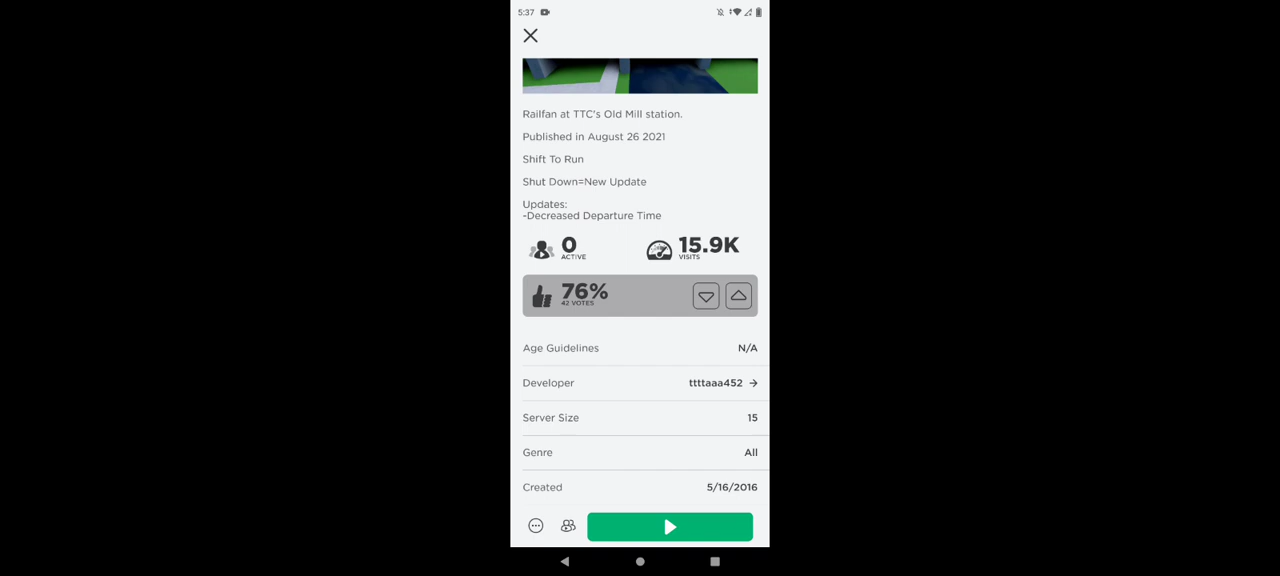 5:37
Railfan at TTC's Old Mill station.
Published in August 26 2021
Shift To Run
Shut Down=New Update
Updates:
-Decreased Departure Time
0
ACTIVE
15.9K
VISITS
76%
42 VOTES
Age Guidelines N/A
Developer ttttaaa452
Server Size 15
Genre All
Created 5/16/2016